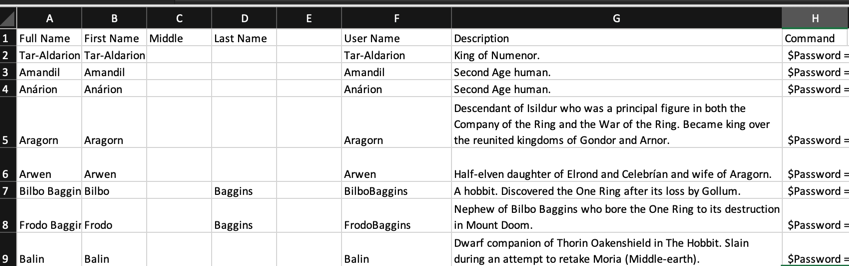 A B C D E F G H
1 Full Name First Name Middle Last Name User Name Description Command
2 Tar-Aldarion Tar-Aldarion Tar-Aldarion King of Numenor. $Password =
3 Amandil Amandil Amandil Second Age human. $Password =
4 Anárion Anárion Anárion Second Age human. $Password =
Descendant of Isildur who was a principal figure in both the
Company of the Ring and the War of the Ring. Became king over
5 Aragorn Aragorn Aragorn the reunited kingdoms of Gondor and Arnor. $Password =
6 Arwen Arwen Arwen Half-elven daughter of Elrond and Celebrían and wife of Aragorn. $Password =
7 Bilbo Baggin Bilbo Baggins BilboBaggins A hobbit. Discovered the One Ring after its loss by Gollum. $Password =
Nephew of Bilbo Baggins who bore the One Ring to its destruction
8 Frodo Baggir Frodo Baggins FrodoBaggins in Mount Doom. $Password =
Dwarf companion of Thorin Oakenshield in The Hobbit. Slain
9 Balin Balin Balin during an attempt to retake Moria (Middle-earth). $Password =